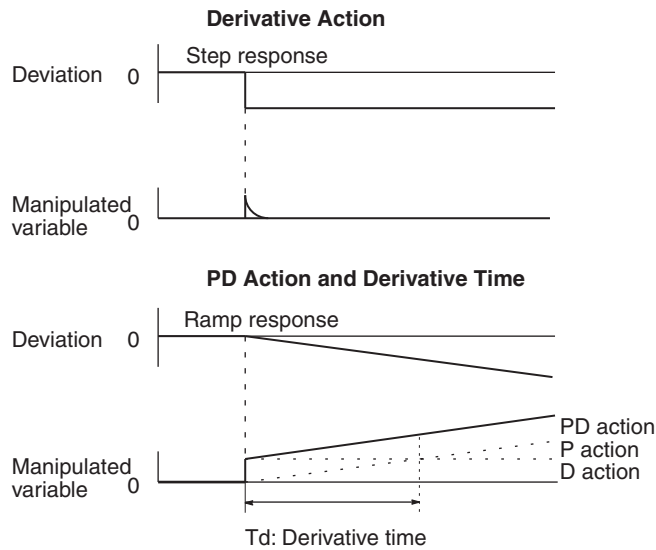 Derivative Action
Step response
Deviation 0
Manipulated
variable 0
PD Action and Derivative Time
Ramp response
Deviation 0
PD action
P action
Manipulated
variable 0
D action
Td: Derivative time